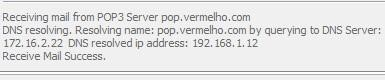 Receiving mail from POP3 Server pop.vermelho.com
DNS resolving. Resolving name: pop.vermelho.com by querying to DNS Server:
172.16.2.22  DNS resolved ip address: 192.168.1.12
Receive Mail Success.